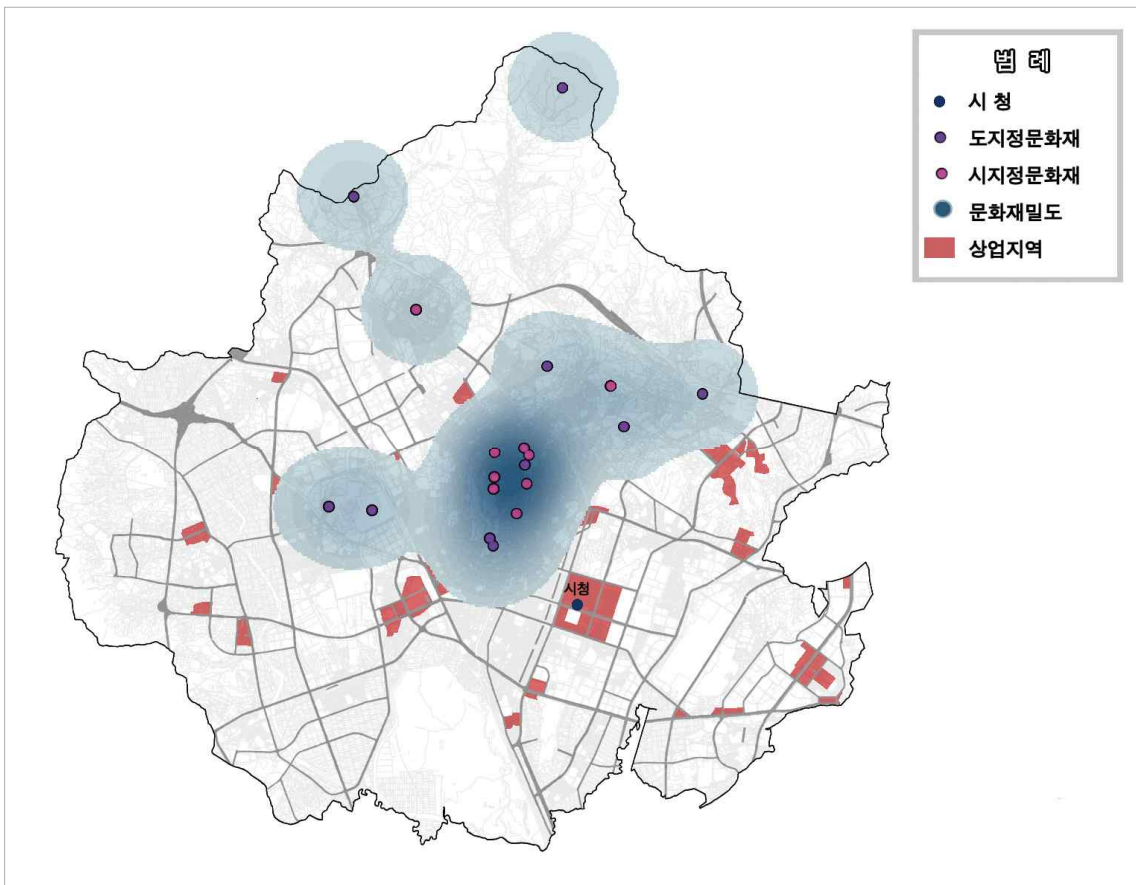 범 례
시 청
도지정문화재
시지정문화재
문화재밀도
상업지역
시청